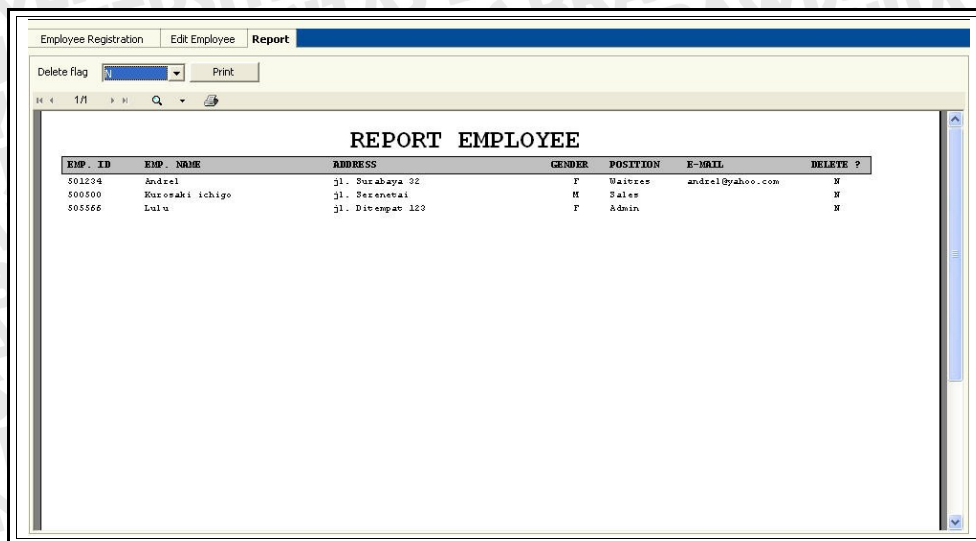 Employee Registration Edit Employee Report
Delete flag N Print
1/1
REPORT EMPLOYEE
EMP. ID EMP. NAME ADDRESS GENDER POSITION E-MAIL DELETE ?
501234 Andrel jl. Surabaya 32 F Waitres andrel@yahoo.com N
500500 Kurosaki ichigo jl. Serenetai M Sales N
505566 Lulu jl. Ditempat 123 F Admin N